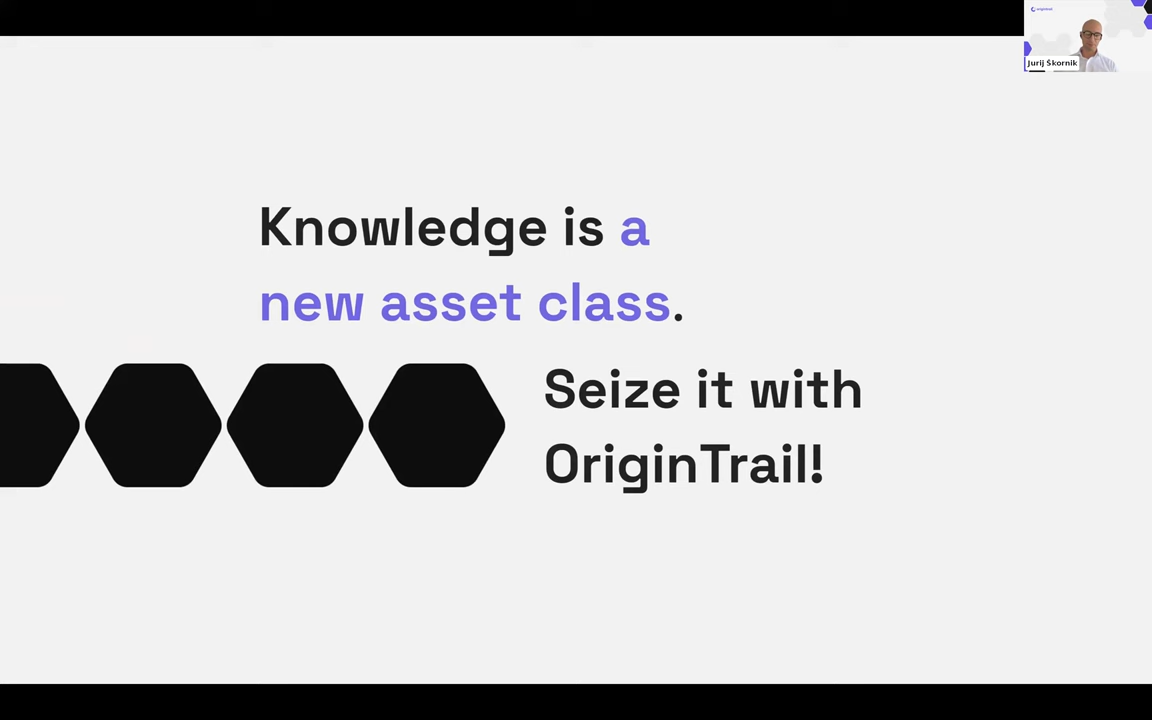 Knowledge is a
new asset class.
Seize it with
OriginTrail!
Jurij Škornik